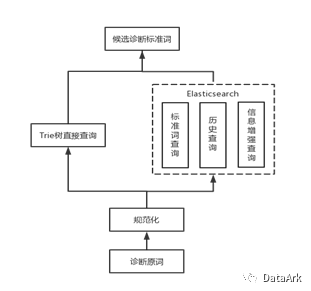 候选诊断标准词
Elasticsearch
Trie树直接查询
标准词查询
历史查询
信息增强查询
规范化
诊断原词
DataArk